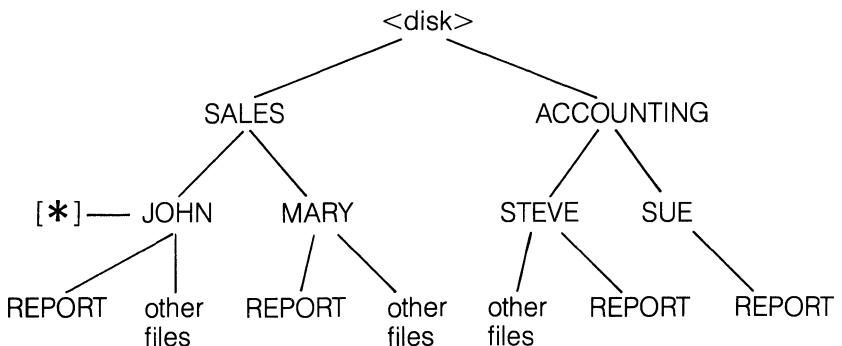 <disk>
SALES ACCOUNTING
[*] JOHN MARY STEVE SUE
REPORT other files REPORT other files other files REPORT REPORT